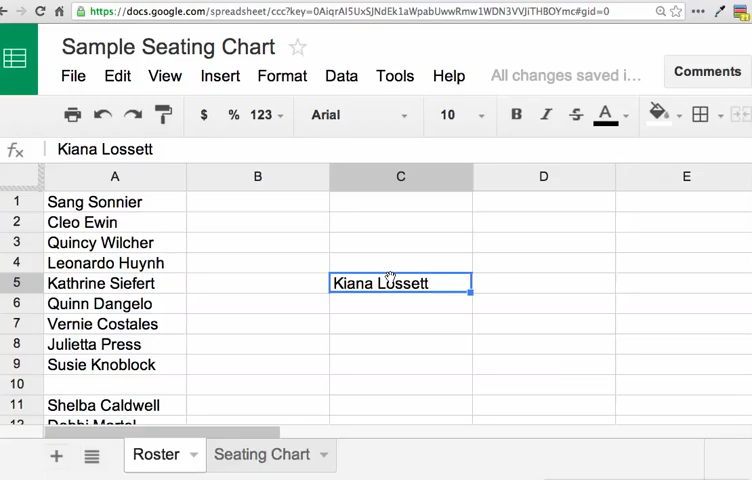 https://docs.google.com/spreadsheet/ccc?key=0AiqrAI5UxSJNdEk1aWpabUwwRmw1WDN3VVJiTHBOYmc#gid=0
Sample Seating Chart
File Edit View Insert Format Data Tools Help All changes saved i… Comments
$ % 123 Arial 10 B I S A
fx Kiana Lossett
A B C D E
1 Sang Sonnier
2 Cleo Ewin
3 Quincy Wilcher
4 Leonardo Huynh
5 Kathrine Siefert Kiana Lossett
6 Quinn Dangelo
7 Vernie Costales
8 Julietta Press
9 Susie Knoblock
10
11 Shelba Caldwell
12
Roster Seating Chart